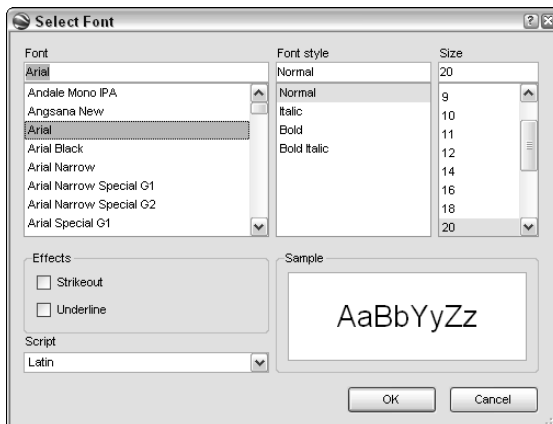 Select Font
Font
Arial
Andale Mono IPA
Angsana New
Arial
Arial Black
Arial Narrow
Arial Narrow Special G1
Arial Narrow Special G2
Arial Special G1
Font style
Normal
Normal
Italic
Bold
Bold Italic
Size
20
9
10
11
12
14
16
18
20
Effects
Strikeout
Underline
Script
Latin
Sample
AaBbYyZz
OK
Cancel